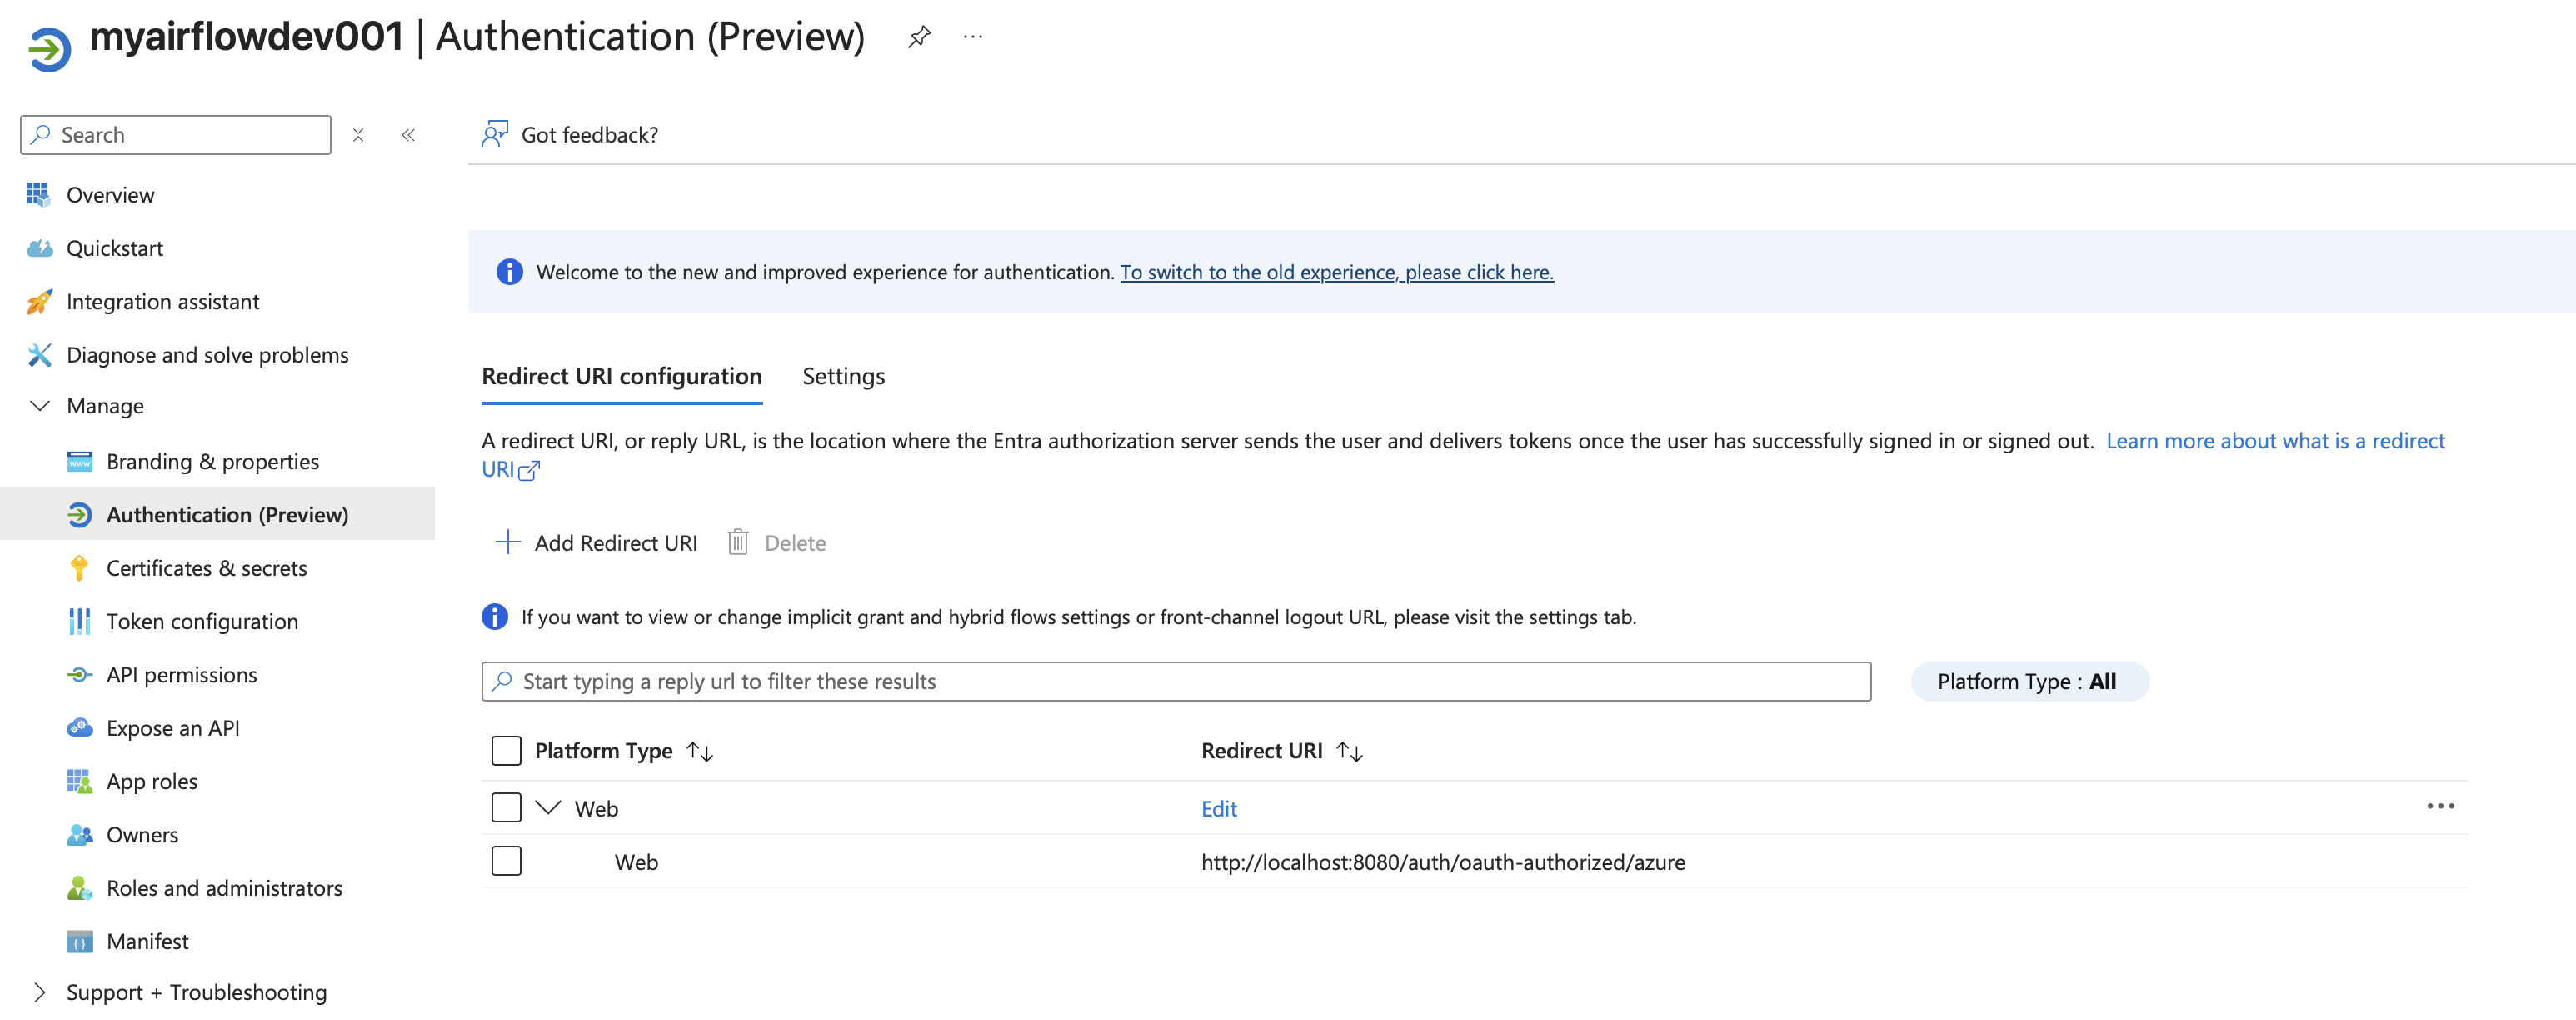 myairflowdev001 | Authentication (Preview)
Search
Got feedback?
Overview
Quickstart
Integration assistant
Diagnose and solve problems
Manage
Branding & properties
Authentication (Preview)
Certificates & secrets
Token configuration
API permissions
Expose an API
App roles
Owners
Roles and administrators
Manifest
Support + Troubleshooting
Welcome to the new and improved experience for authentication. To switch to the old experience, please click here.
Redirect URI configuration Settings
A redirect URI, or reply URL, is the location where the Entra authorization server sends the user and delivers tokens once the user has successfully signed in or signed out. Learn more about what is a redirect
URI
Add Redirect URI Delete
If you want to view or change implicit grant and hybrid flows settings or front-channel logout URL, please visit the settings tab.
Start typing a reply url to filter these results Platform Type : All
Platform Type Redirect URI
Web Edit
Web http://localhost:8080/auth/oauth-authorized/azure